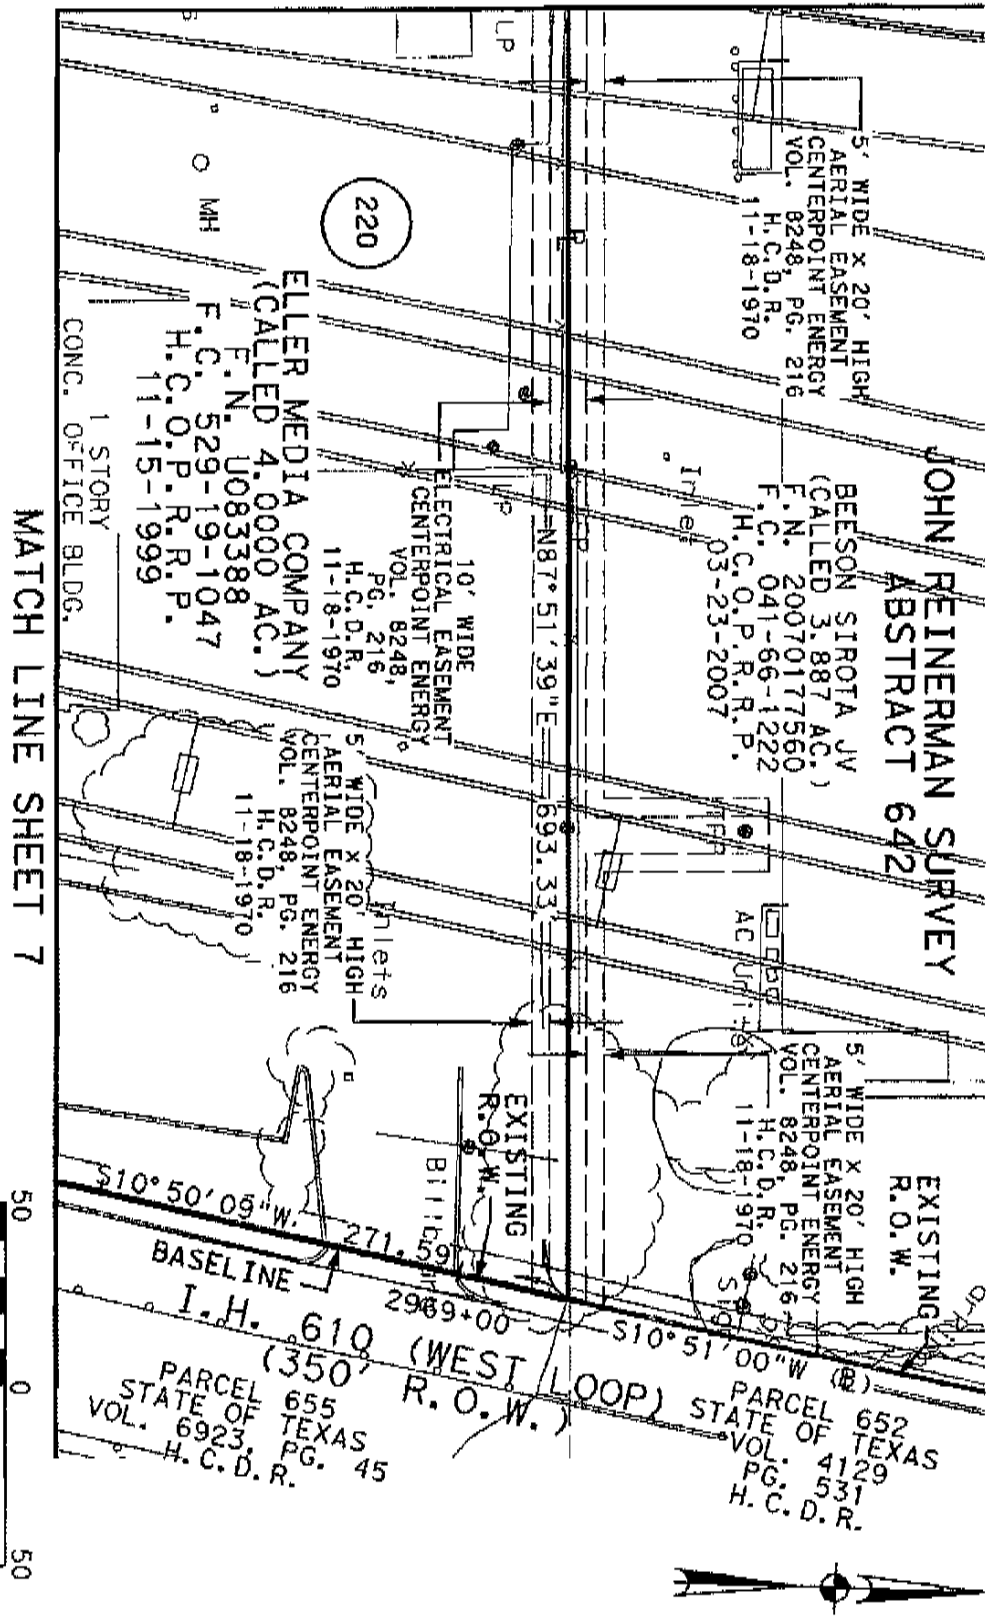 JOHN REINERMAN SURVEY
ABSTRACT 642
5' WIDE x 20' HIGH
AERIAL EASEMENT
CENTERPOINT ENERGY
VOL. 8248, PG. 216
H.C.D.R.
11-18-1970
BEESON SIROTA JV
(CALLED 3.887 AC.)
F.N. 20070177560
F.C. 041-66-1222
H.C.O.P.R.R.P.
03-23-2007
5' WIDE x 20' HIGH
AERIAL EASEMENT
CENTERPOINT ENERGY
VOL. 8248, PG. 216
H.C.D.R.
11-18-1970
EXISTING
R.O.W.
AC Units
Inlet
LP
N87°51'39"E
693.33'
LP
220
MH
10' WIDE
ELECTRICAL EASEMENT
CENTERPOINT ENERGY
VOL. 8248,
PG. 216
H.C.D.R.
11-18-1970
ELLER MEDIA COMPANY
(CALLED 4.0000 AC.)
F.N. U083388
F.C. 529-19-1047
H.C.O.P.R.R.P.
11-15-1999
Inlets
5' WIDE x 20' HIGH
AERIAL EASEMENT
CENTERPOINT ENERGY
VOL. 8248, PG. 216
H.C.D.R.
11-18-1970
1 STORY
CONC. OFFICE BLDG.
EXISTING
R.O.W.
S10°50'09"W
271.59'
BASELINE
2969+00
S10°51'00"W (BL)
I.H. 610 (WEST LOOP)
(350' R.O.W.)
PARCEL 655
STATE OF TEXAS
VOL. 6923, PG. 45
H.C.D.R.
PARCEL 652
STATE OF TEXAS
VOL. 4129
PG. 531
H.C.D.R.
MATCH LINE SHEET 7
50 0 50